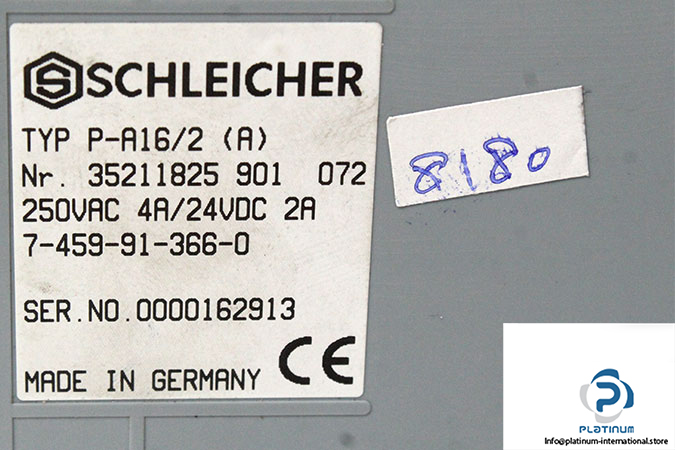 SCHLEICHER
TYP P-A16/2 (A)
Nr. 35211825 901 072
250VAC 4A/24VDC 2A
7-459-91-366-0
SER.NO.0000162913
MADE IN GERMANY CE
8180
PLATINUM
Info@platinum-international.store